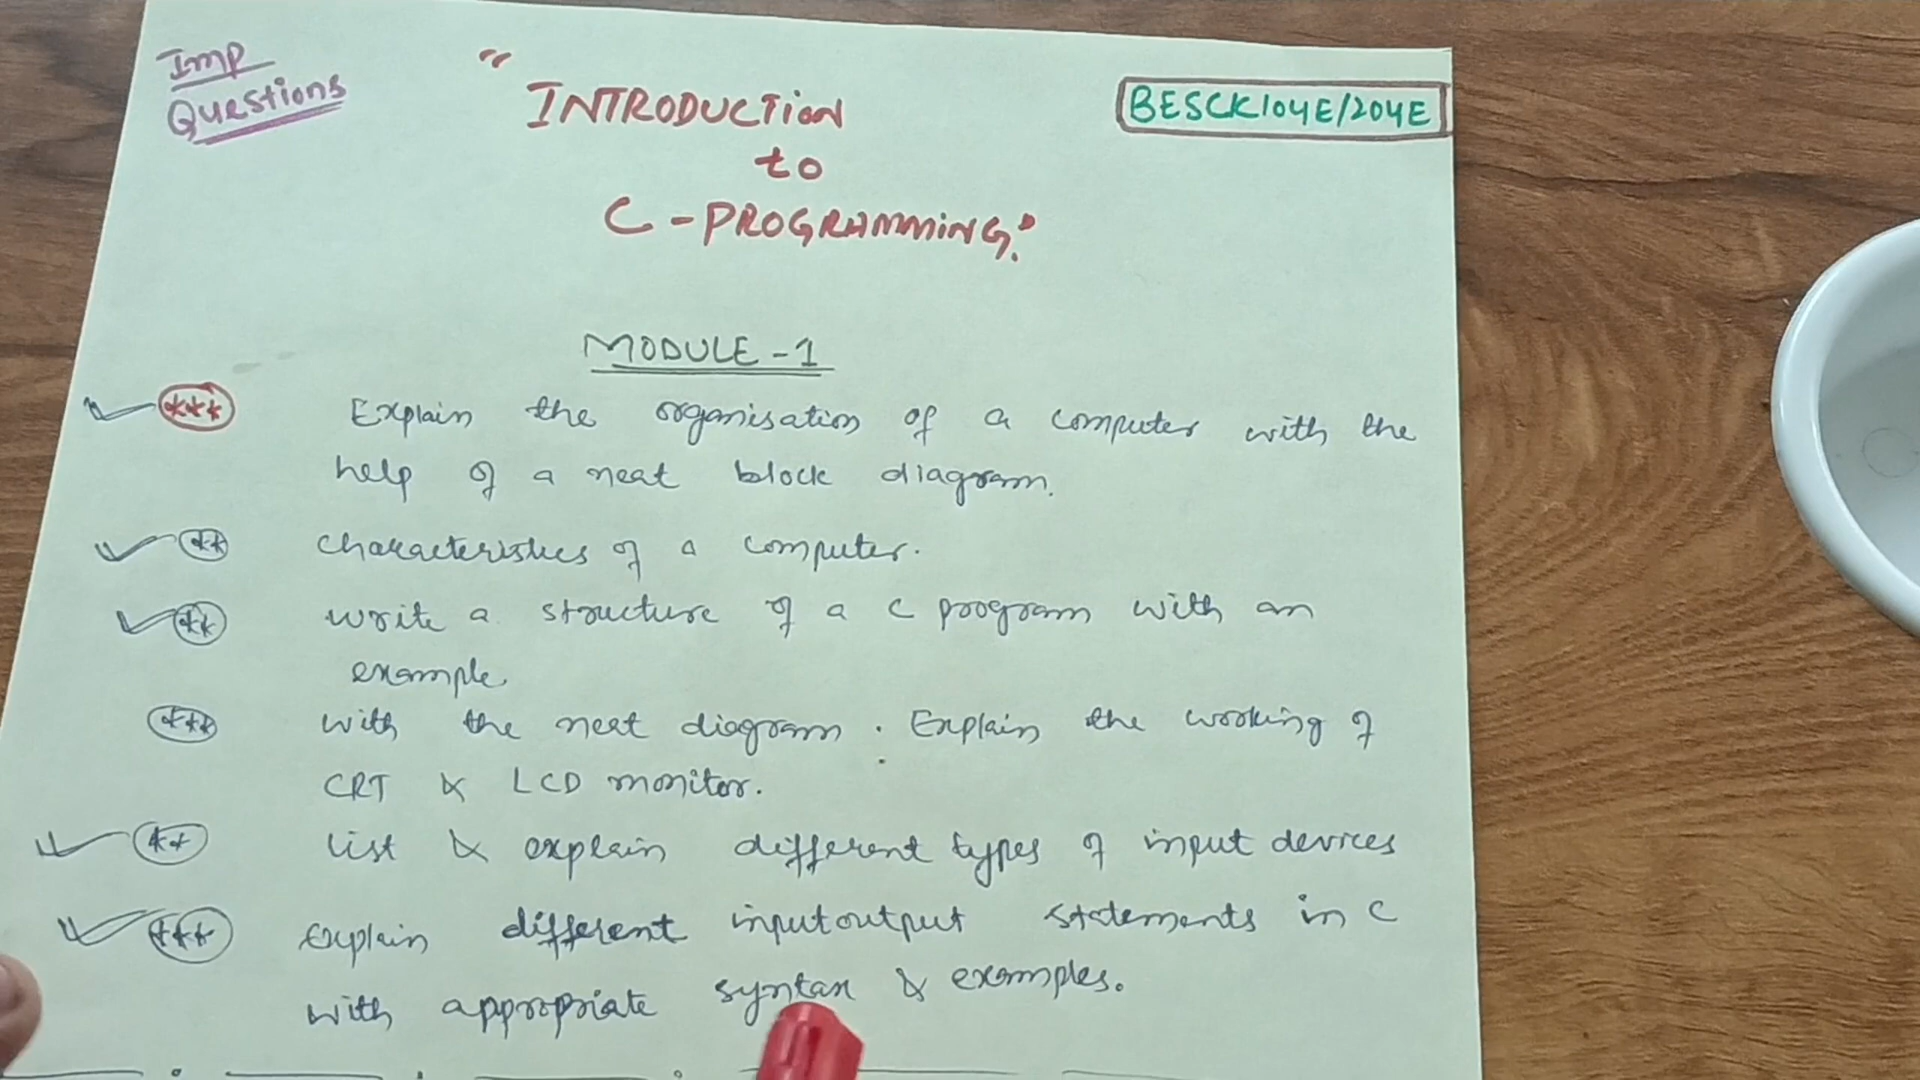 Imp
Questions
"INTRODUCTION
to
C-PROGRAMMING."
BESCK104E/204E
MODULE-1
*** Explain the organisation of a computer with the
help of a neat block diagram.
** characteristics of a computer.
** write a structure of a C program with an
example.
*** with the neat diagram. Explain the working of
CRT & LCD monitor.
** List & explain different types of input devices
*** Explain different input output statements in C
with appropriate syntax & examples.